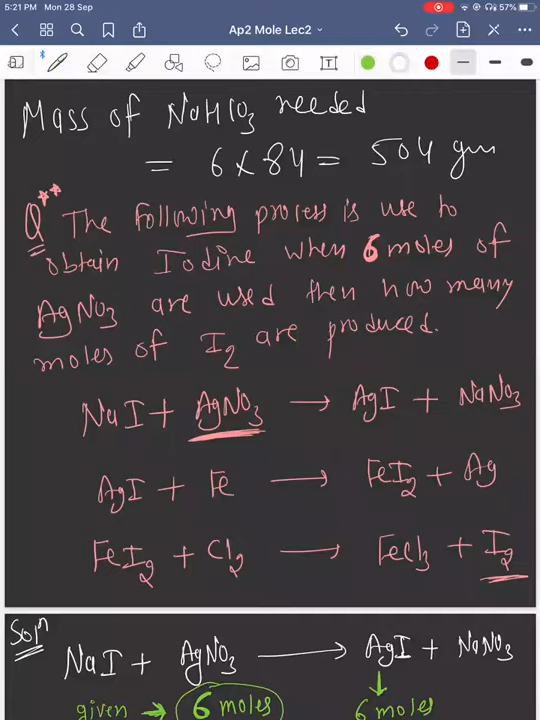 5:21 PM Mon 28 Sep
57%
Ap2 Mole Lec2
T
Mass of NaHCO3 needed
= 6×84 = 504 gm
Q** The following process is use to
obtain Iodine when 6 moles of
AgNO3 are used then how many
moles of I2 are produced.
NaI + AgNO3 → AgI + NaNO3
AgI + Fe → FeI2 + Ag
FeI2 + Cl2 → FeCl3 + I2
Soln
NaI + AgNO3 → AgI + NaNO3
given → 6 moles 6 moles